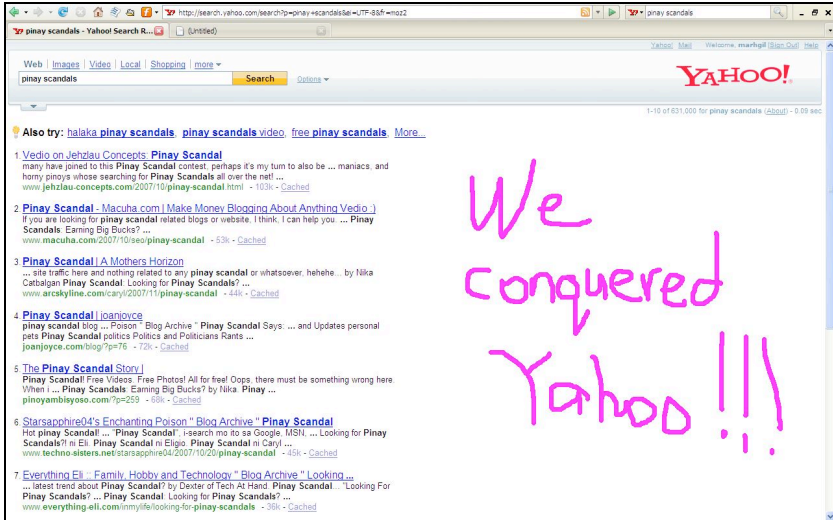 http://search.yahoo.com/search?p=pinay+scandals&ei=UTF-8&fr=moz2
pinay scandals
pinay scandals - Yahoo! Search R...
(Untitled)
Yahoo! Mail Welcome, marhgil [Sign Out] Help
Web | Images | Video | Local | Shopping | more
pinay scandals Search Options
YAHOO!
1-10 of 631,000 for pinay scandals (About) - 0.09 sec
Also try: halaka pinay scandals, pinay scandals video, free pinay scandals, More...
1. Vedio on Jehzlau Concepts: Pinay Scandal
many have joined to this Pinay Scandal contest, perhaps it's my turn to also be ... maniacs, and
horny pinoys whose searching for Pinay Scandals all over the net! ...
www.jehzlau-concepts.com/2007/10/pinay-scandal.html - 103k - Cached
2. Pinay Scandal - Macuha.com | Make Money Blogging About Anything Vedio :)
If you are looking for pinay scandal related blogs or website, I think, I can help you. ... Pinay
Scandals: Earning Big Bucks? ...
www.macuha.com/2007/10/seo/pinay-scandal - 53k - Cached
3. Pinay Scandal | A Mothers Horizon
... site traffic here and nothing related to any pinay scandal or whatsoever, hehehe... by Nika
Catbalgan Pinay Scandal: Looking for Pinay Scandals? ...
www.arcskyline.com/caryl/2007/11/pinay-scandal - 44k - Cached
4. Pinay Scandal | joanjoyce
pinay scandal blog ... Poison " Blog Archive " Pinay Scandal Says: ... and Updates personal
pets Pinay Scandal politics Politics and Politicians Rants ...
joanjoyce.com/blog/?p=76 - 72k - Cached
5. The Pinay Scandal Story |
Pinay Scandal! Free Videos. Free Photos! All for free! Oops, there must be something wrong here.
When i ... Pinay Scandals: Earning Big Bucks? by Nika. Pinay ...
pinoyambisyoso.com/?p=259 - 68k - Cached
6. Starsapphire04's Enchanting Poison " Blog Archive " Pinay Scandal
Hot pinay Scandal! ... "Pinay Scandal", i-search mo to sa Google, MSN, ... Looking for Pinay
Scandals?! ni Eli. Pinay Scandal ni Eligio. Pinay Scandal ni Caryl ...
www.techno-sisters.net/starsapphire04/2007/10/20/pinay-scandal - 45k - Cached
7. Everything Eli :: Family, Hobby and Technology " Blog Archive " Looking ...
... latest trend about Pinay Scandal? by Dexter of Tech At Hand. Pinay Scandal... "Looking For
Pinay Scandals? ... Pinay Scandal: Looking for Pinay Scandals? ...
www.everything-eli.com/inmylife/looking-for-pinay-scandals - 36k - Cached
We
conquered
Yahoo!!!